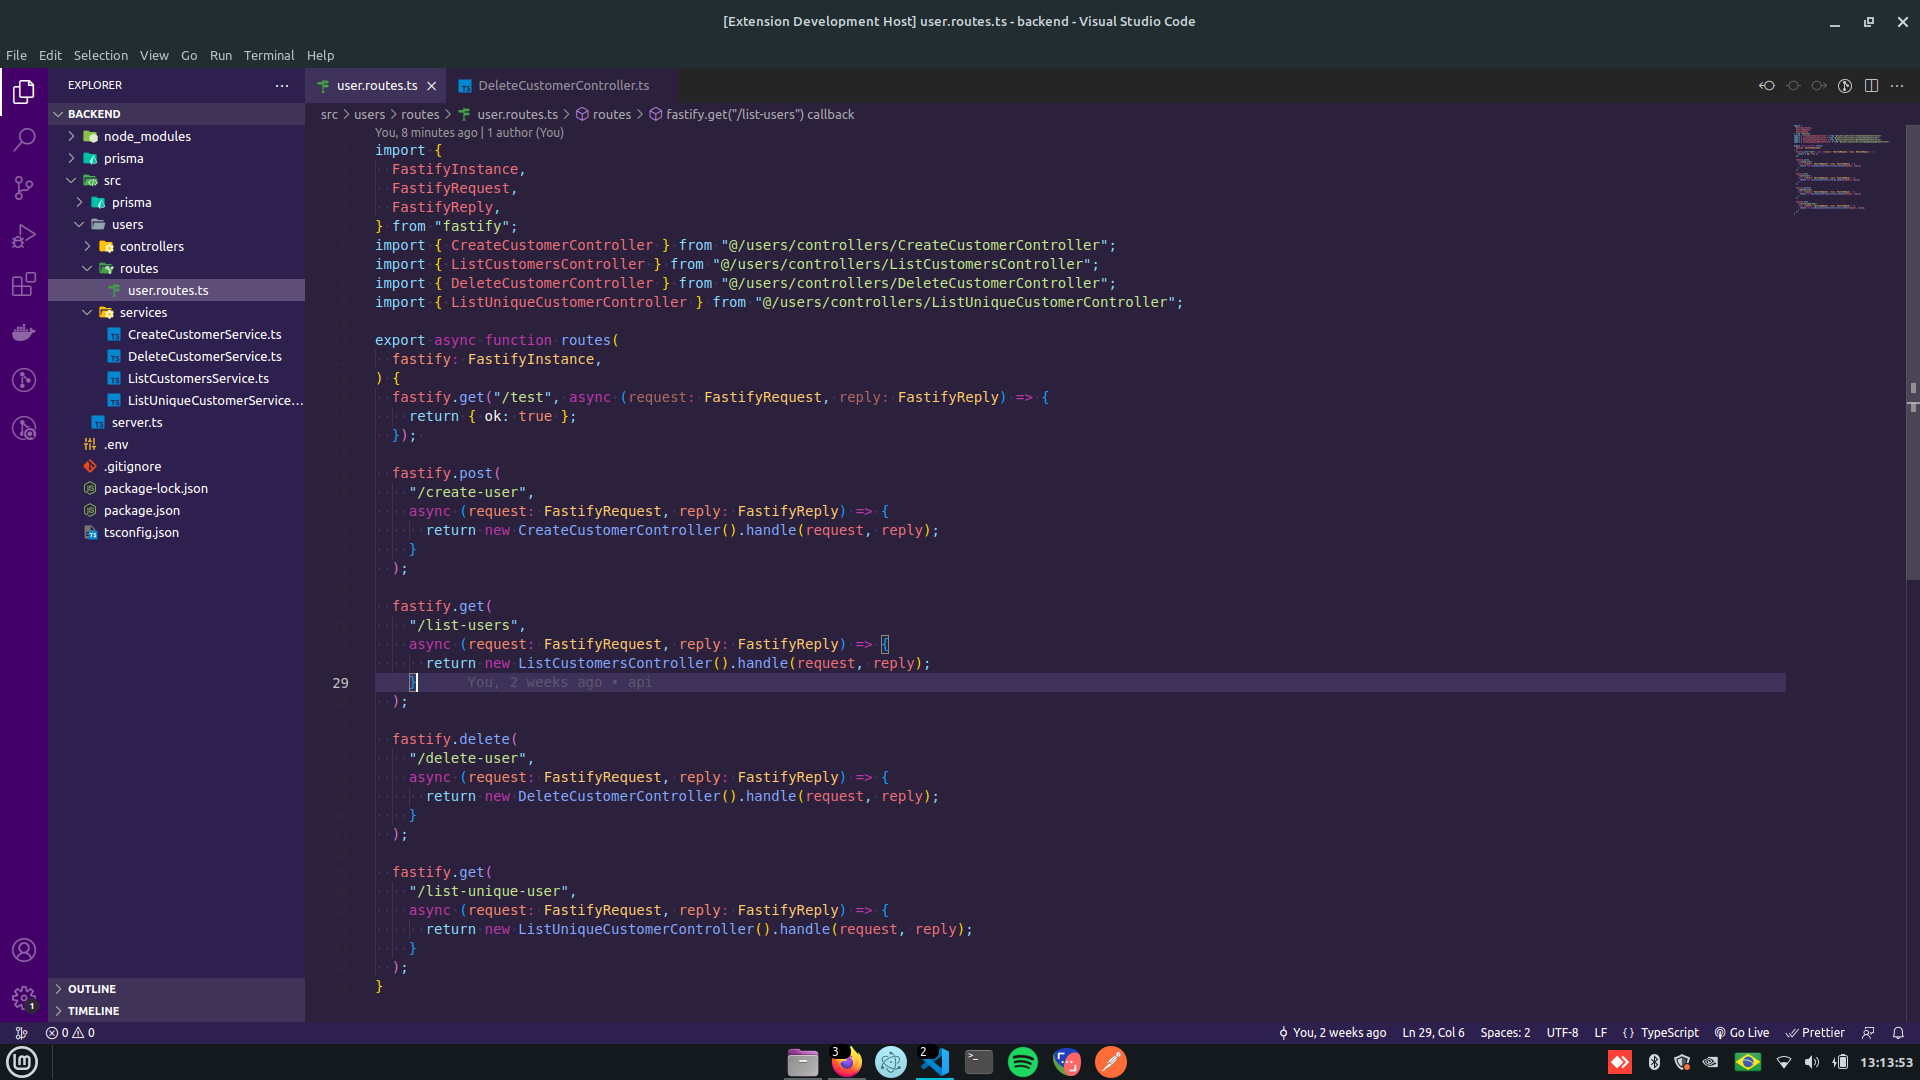 [Extension Development Host] user.routes.ts - backend - Visual Studio Code
File Edit Selection View Go Run Terminal Help
EXPLORER
user.routes.ts
DeleteCustomerController.ts
BACKEND
node_modules
prisma
src
prisma
users
controllers
routes
user.routes.ts
services
CreateCustomerService.ts
DeleteCustomerService.ts
ListCustomersService.ts
ListUniqueCustomerService...
server.ts
.env
.gitignore
package-lock.json
package.json
tsconfig.json
OUTLINE
TIMELINE
src > users > routes > user.routes.ts > routes > fastify.get("/list-users") callback
You, 8 minutes ago | 1 author (You)
import {
FastifyInstance,
FastifyRequest,
FastifyReply,
} from "fastify";
import { CreateCustomerController } from "@/users/controllers/CreateCustomerController";
import { ListCustomersController } from "@/users/controllers/ListCustomersController";
import { DeleteCustomerController } from "@/users/controllers/DeleteCustomerController";
import { ListUniqueCustomerController } from "@/users/controllers/ListUniqueCustomerController";
export async function routes(
fastify: FastifyInstance,
) {
fastify.get("/test", async (request: FastifyRequest, reply: FastifyReply) => {
return { ok: true };
});
fastify.post(
"/create-user",
async (request: FastifyRequest, reply: FastifyReply) => {
return new CreateCustomerController().handle(request, reply);
}
);
fastify.get(
"/list-users",
async (request: FastifyRequest, reply: FastifyReply) => {
return new ListCustomersController().handle(request, reply);
29 } You, 2 weeks ago • api
);
fastify.delete(
"/delete-user",
async (request: FastifyRequest, reply: FastifyReply) => {
return new DeleteCustomerController().handle(request, reply);
}
);
fastify.get(
"/list-unique-user",
async (request: FastifyRequest, reply: FastifyReply) => {
return new ListUniqueCustomerController().handle(request, reply);
}
);
}
1
0 0
You, 2 weeks ago Ln 29, Col 6 Spaces: 2 UTF-8 LF {} TypeScript Go Live Prettier
3
2
13:13:53